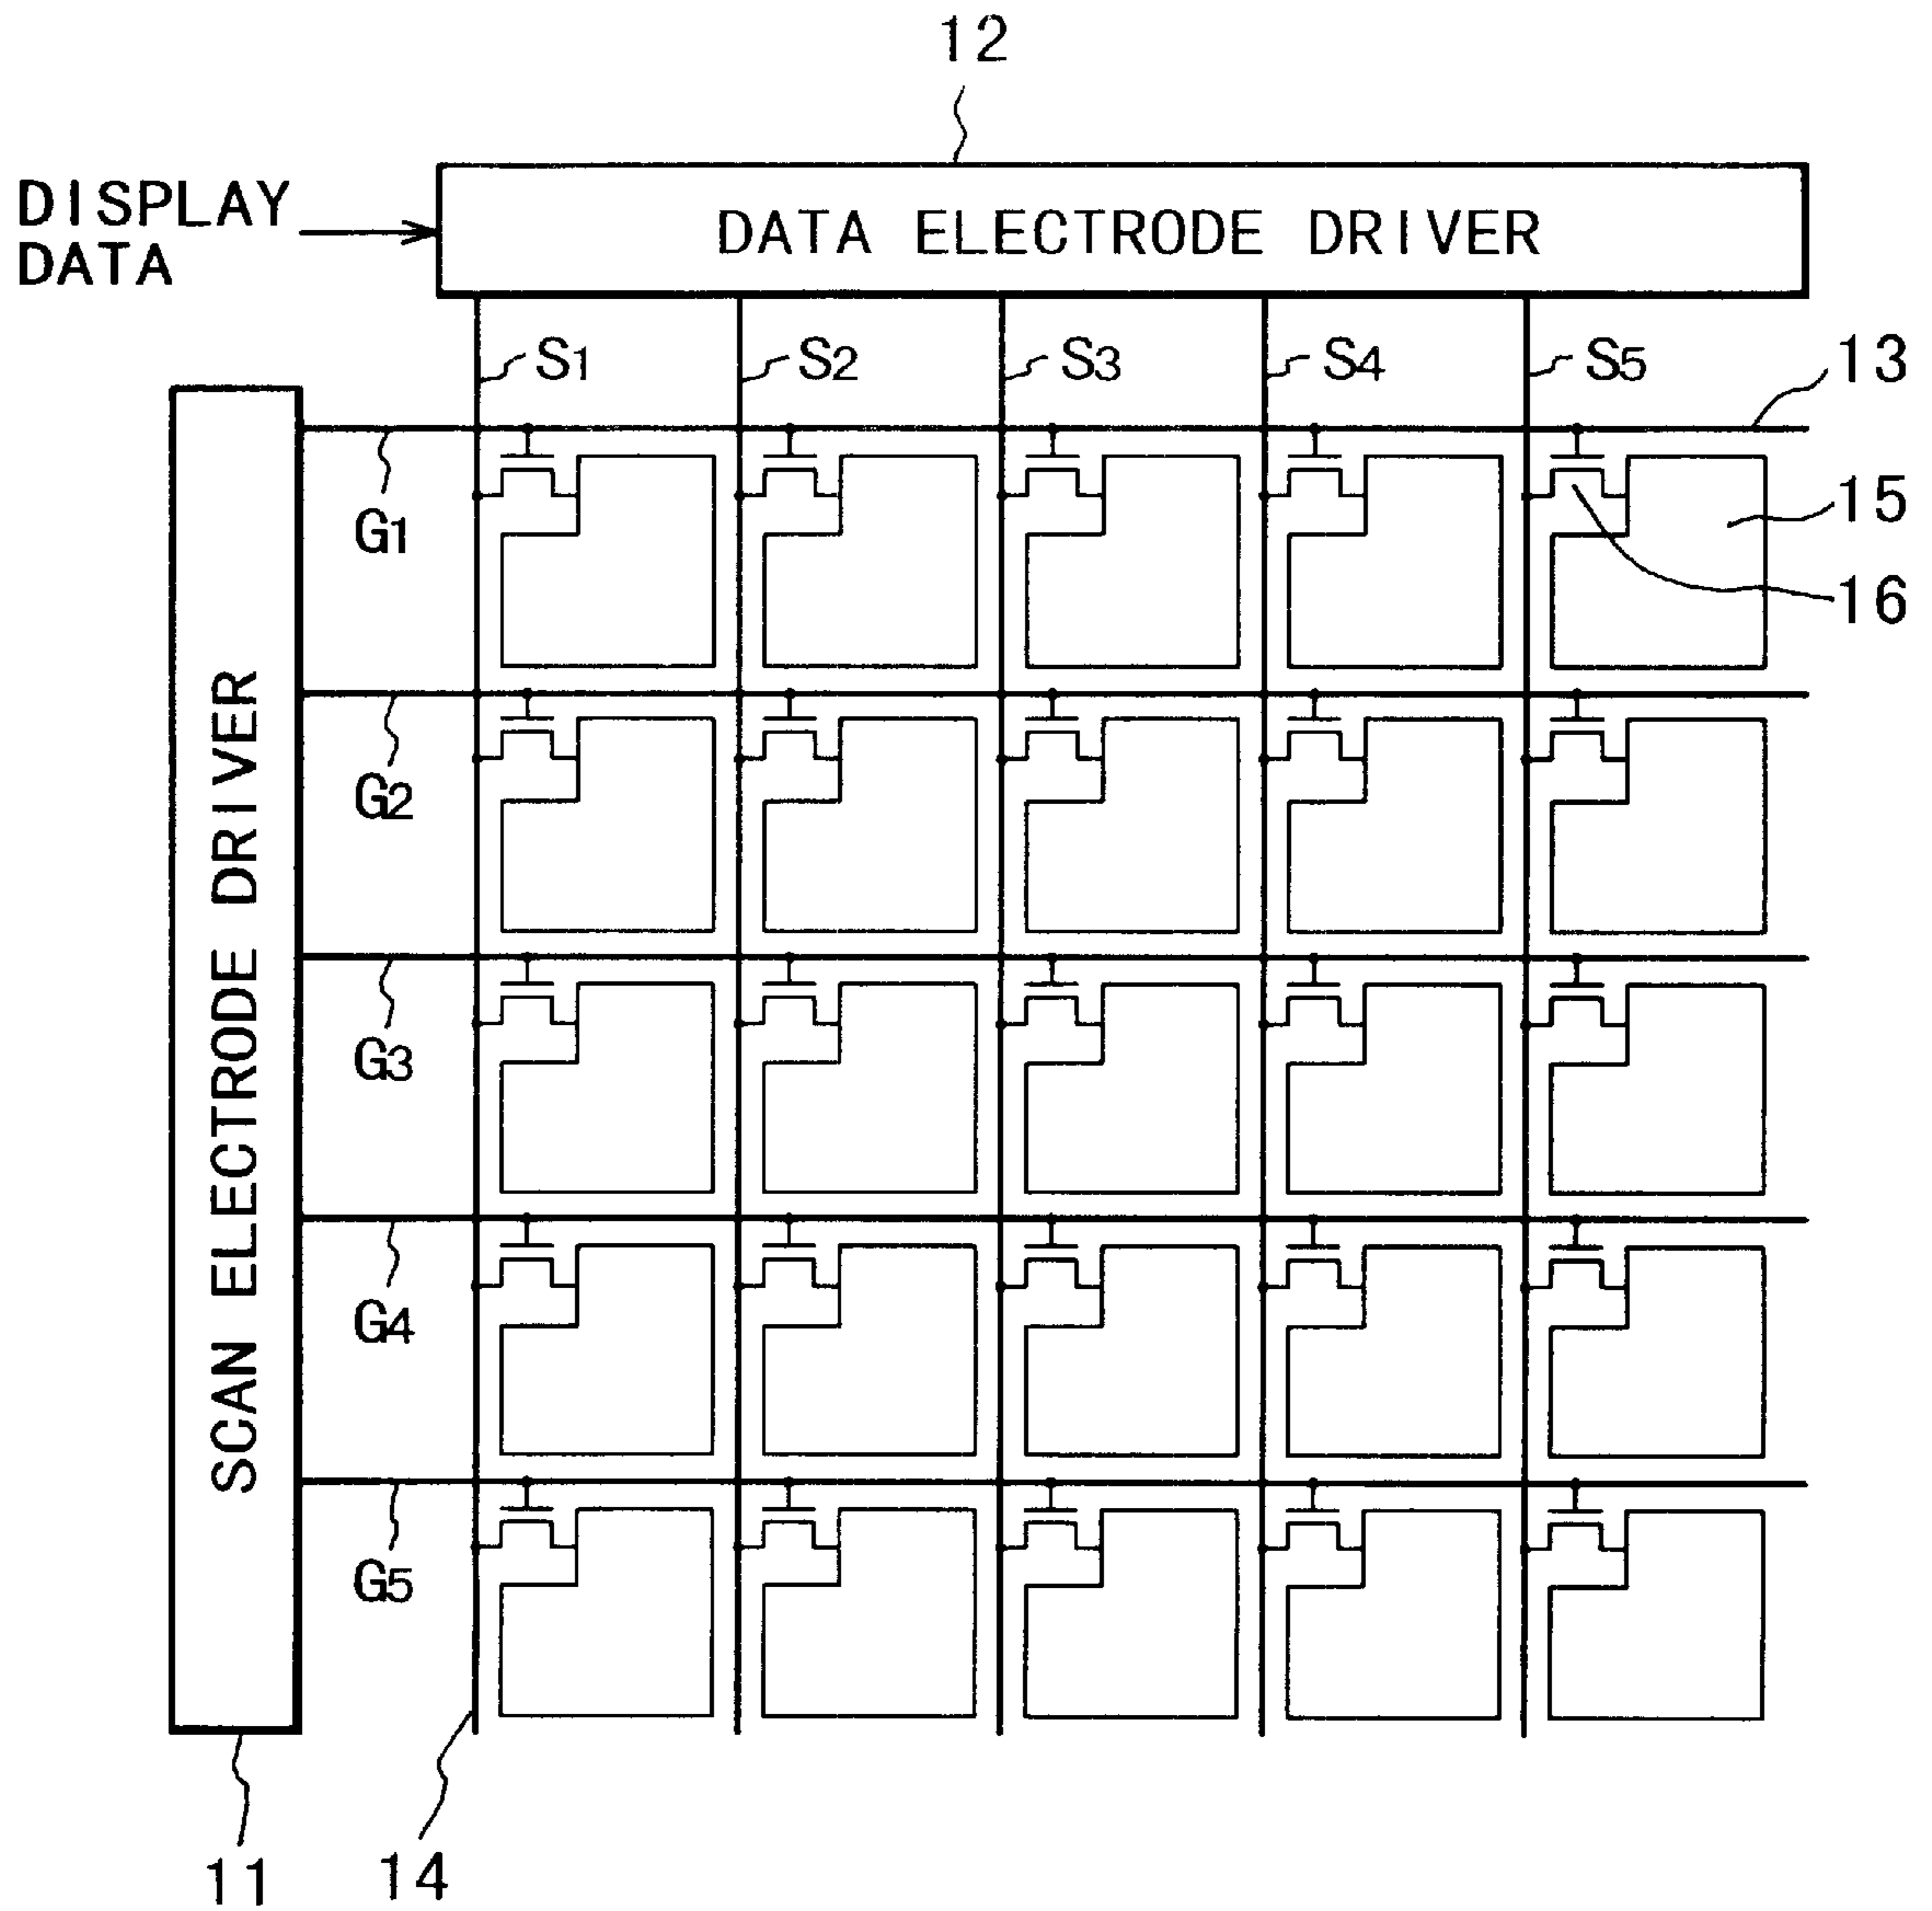 12
DISPLAY
DATA
DATA ELECTRODE DRIVER
S1 S2 S3 S4 S5
13
G1
15
16
SCAN ELECTRODE DRIVER
G2
G3
G4
G5
11
14